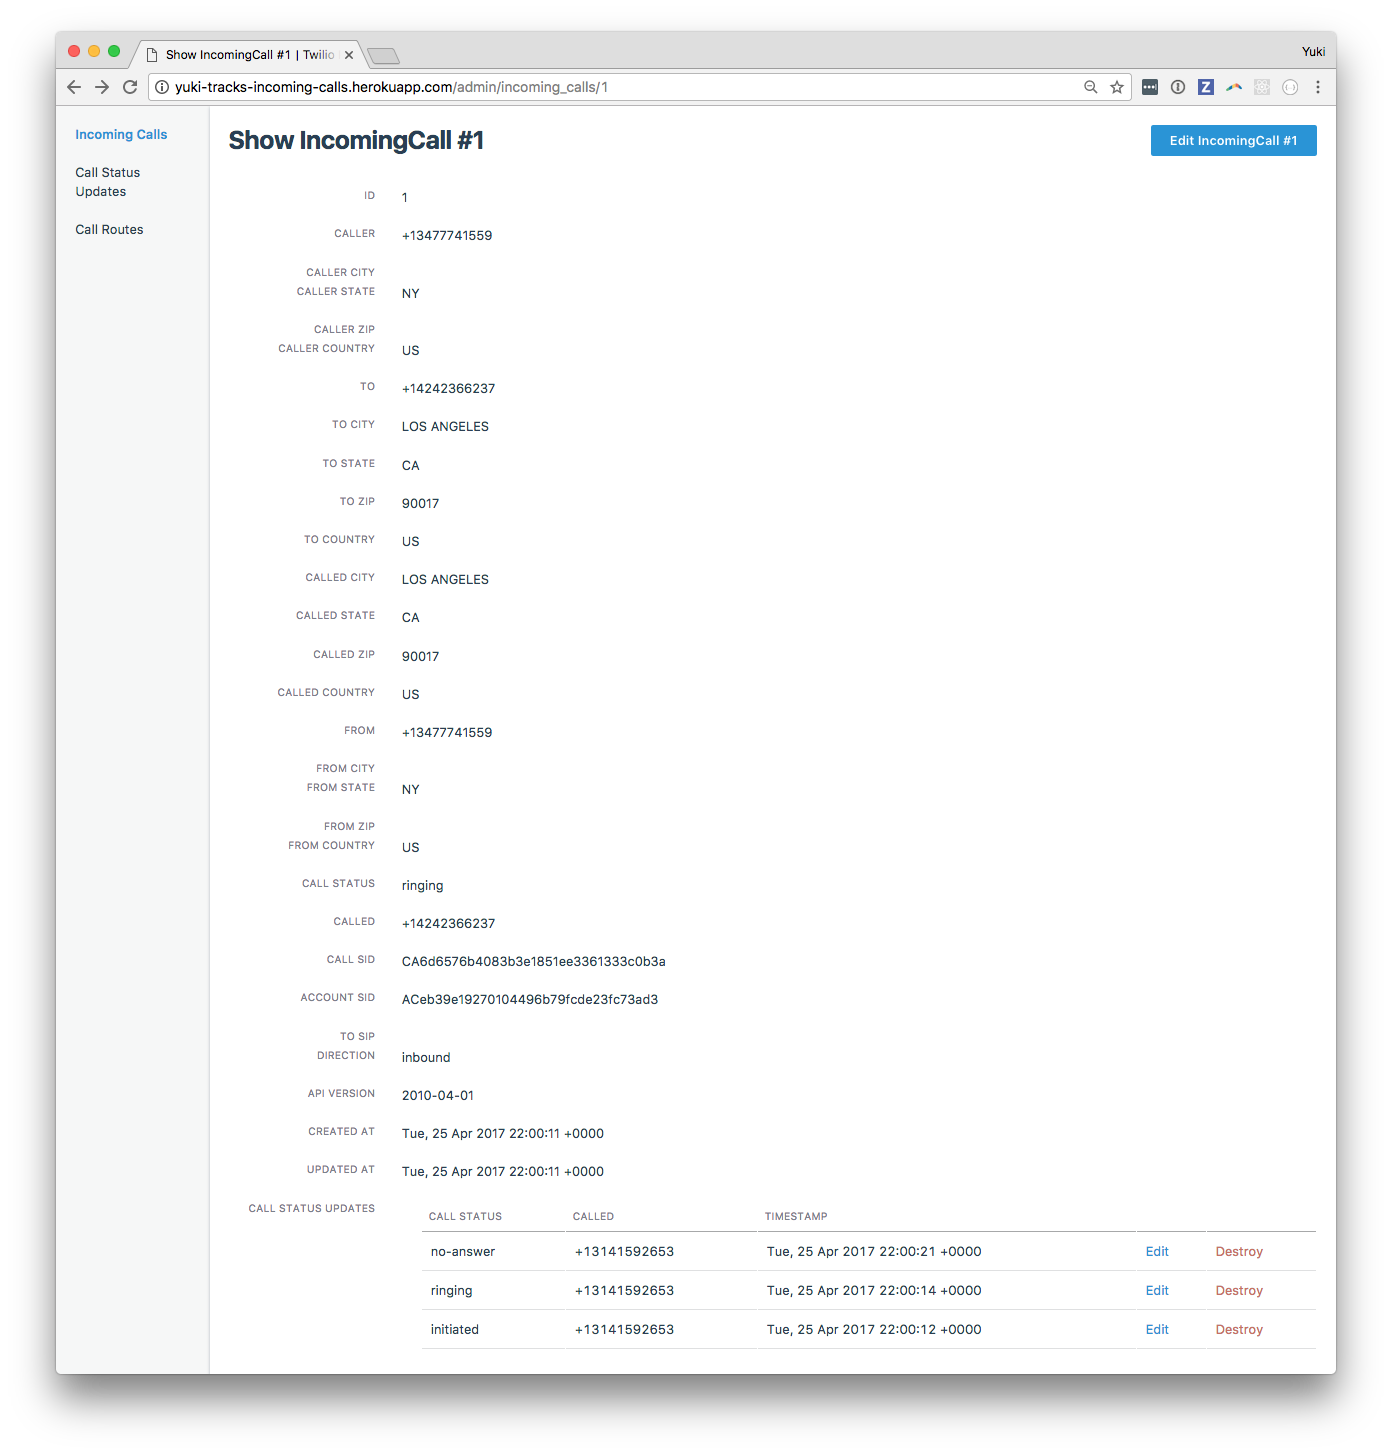 Show IncomingCall #1 | Twilio
Yuki
yuki-tracks-incoming-calls.herokuapp.com/admin/incoming_calls/1
Incoming Calls
Call Status
Updates
Call Routes
Show IncomingCall #1
Edit IncomingCall #1
ID 1
CALLER +13477741559
CALLER CITY
CALLER STATE NY
CALLER ZIP
CALLER COUNTRY US
TO +14242366237
TO CITY LOS ANGELES
TO STATE CA
TO ZIP 90017
TO COUNTRY US
CALLED CITY LOS ANGELES
CALLED STATE CA
CALLED ZIP 90017
CALLED COUNTRY US
FROM +13477741559
FROM CITY
FROM STATE NY
FROM ZIP
FROM COUNTRY US
CALL STATUS ringing
CALLED +14242366237
CALL SID CA6d6576b4083b3e1851ee3361333c0b3a
ACCOUNT SID ACeb39e19270104496b79fcde23fc73ad3
TO SIP
DIRECTION inbound
API VERSION 2010-04-01
CREATED AT Tue, 25 Apr 2017 22:00:11 +0000
UPDATED AT Tue, 25 Apr 2017 22:00:11 +0000
CALL STATUS UPDATES
CALL STATUS CALLED TIMESTAMP
no-answer +13141592653 Tue, 25 Apr 2017 22:00:21 +0000 Edit Destroy
ringing +13141592653 Tue, 25 Apr 2017 22:00:14 +0000 Edit Destroy
initiated +13141592653 Tue, 25 Apr 2017 22:00:12 +0000 Edit Destroy